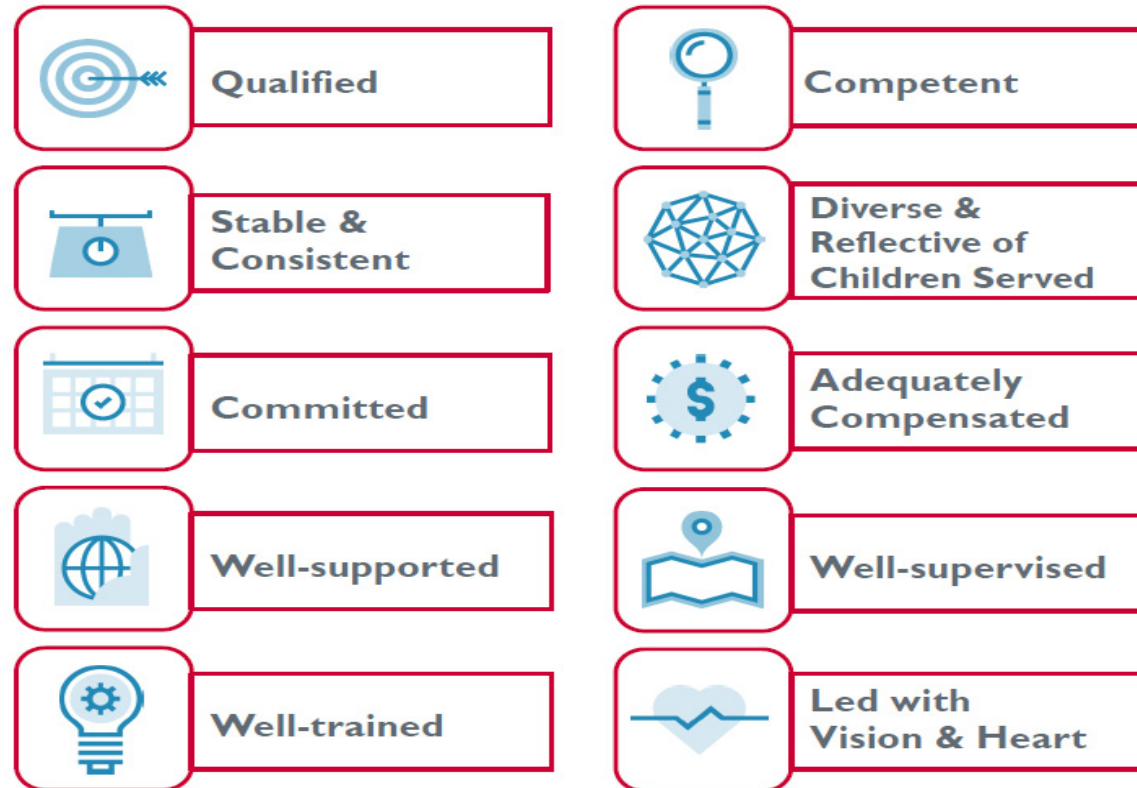 Qualified
Competent
Stable &
Consistent
Diverse &
Reflective of
Children Served
Committed
Adequately
Compensated
Well-supported
Well-supervised
Well-trained
Led with
Vision & Heart